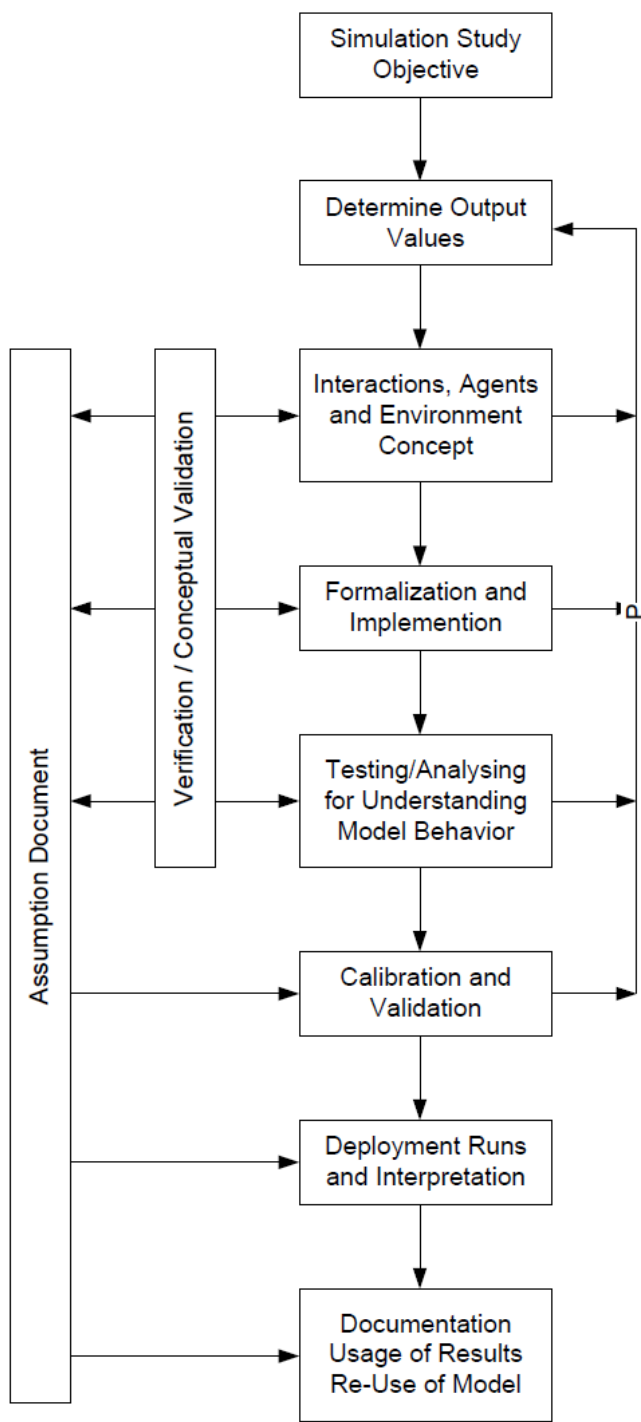 Simulation Study
Objective
Determine Output
Values
Interactions, Agents
and Environment
Concept
Formalization and
Implemention
Testing/Analysing
for Understanding
Model Behavior
Calibration and
Validation
Deployment Runs
and Interpretation
Documentation
Usage of Results
Re-Use of Model
Verification / Conceptual Validation
Assumption Document
P